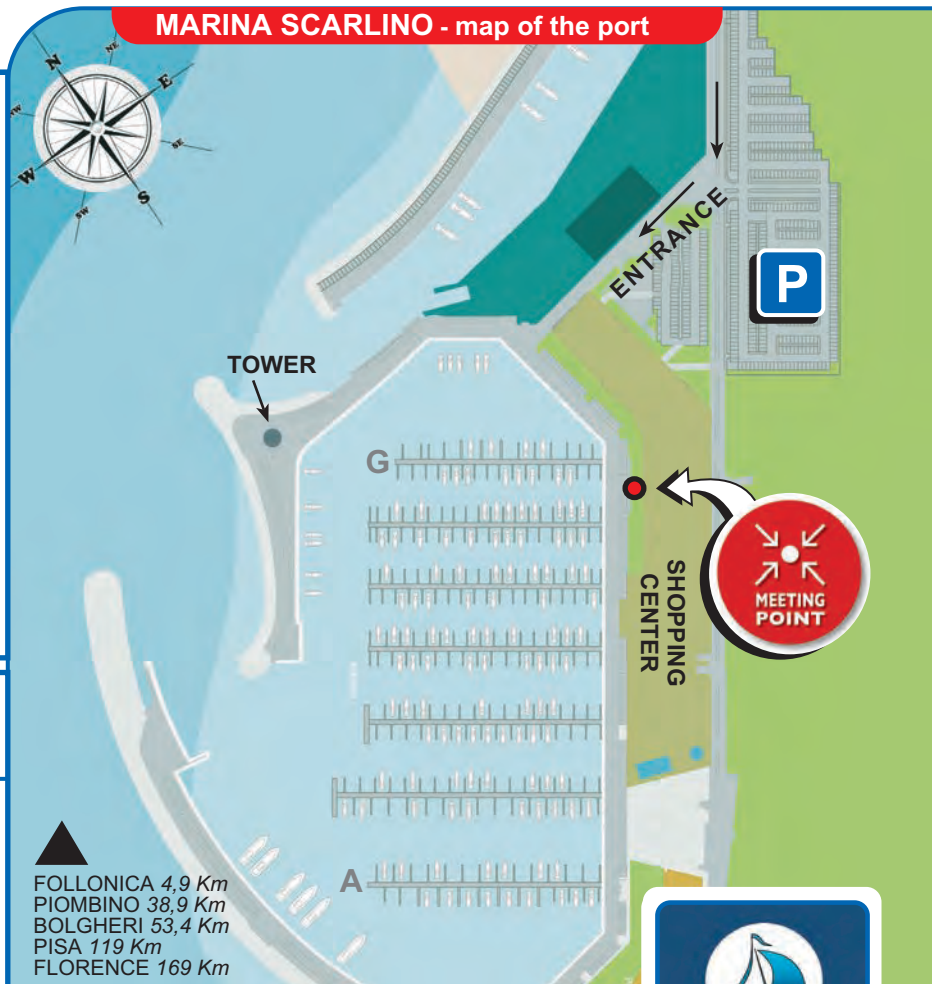 MARINA SCARLINO - map of the port
N
NE
E
SE
S
SW
W
NW
ENTRANCE
P
TOWER
G
SHOPPING
CENTER
MEETING
POINT
A
FOLLONICA 4,9 Km
PIOMBINO 38,9 Km
BOLGHERI 53,4 Km
PISA 119 Km
FLORENCE 169 Km